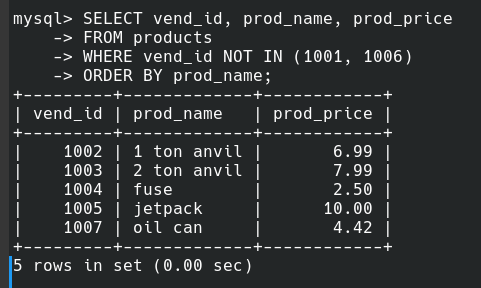 mysql> SELECT vend_id, prod_name, prod_price
    -> FROM products
    -> WHERE vend_id NOT IN (1001, 1006)
    -> ORDER BY prod_name;
+---------+-------------+------------+
| vend_id | prod_name   | prod_price |
+---------+-------------+------------+
|    1002 | 1 ton anvil |       6.99 |
|    1003 | 2 ton anvil |       7.99 |
|    1004 | fuse        |       2.50 |
|    1005 | jetpack     |      10.00 |
|    1007 | oil can     |       4.42 |
+---------+-------------+------------+
5 rows in set (0.00 sec)